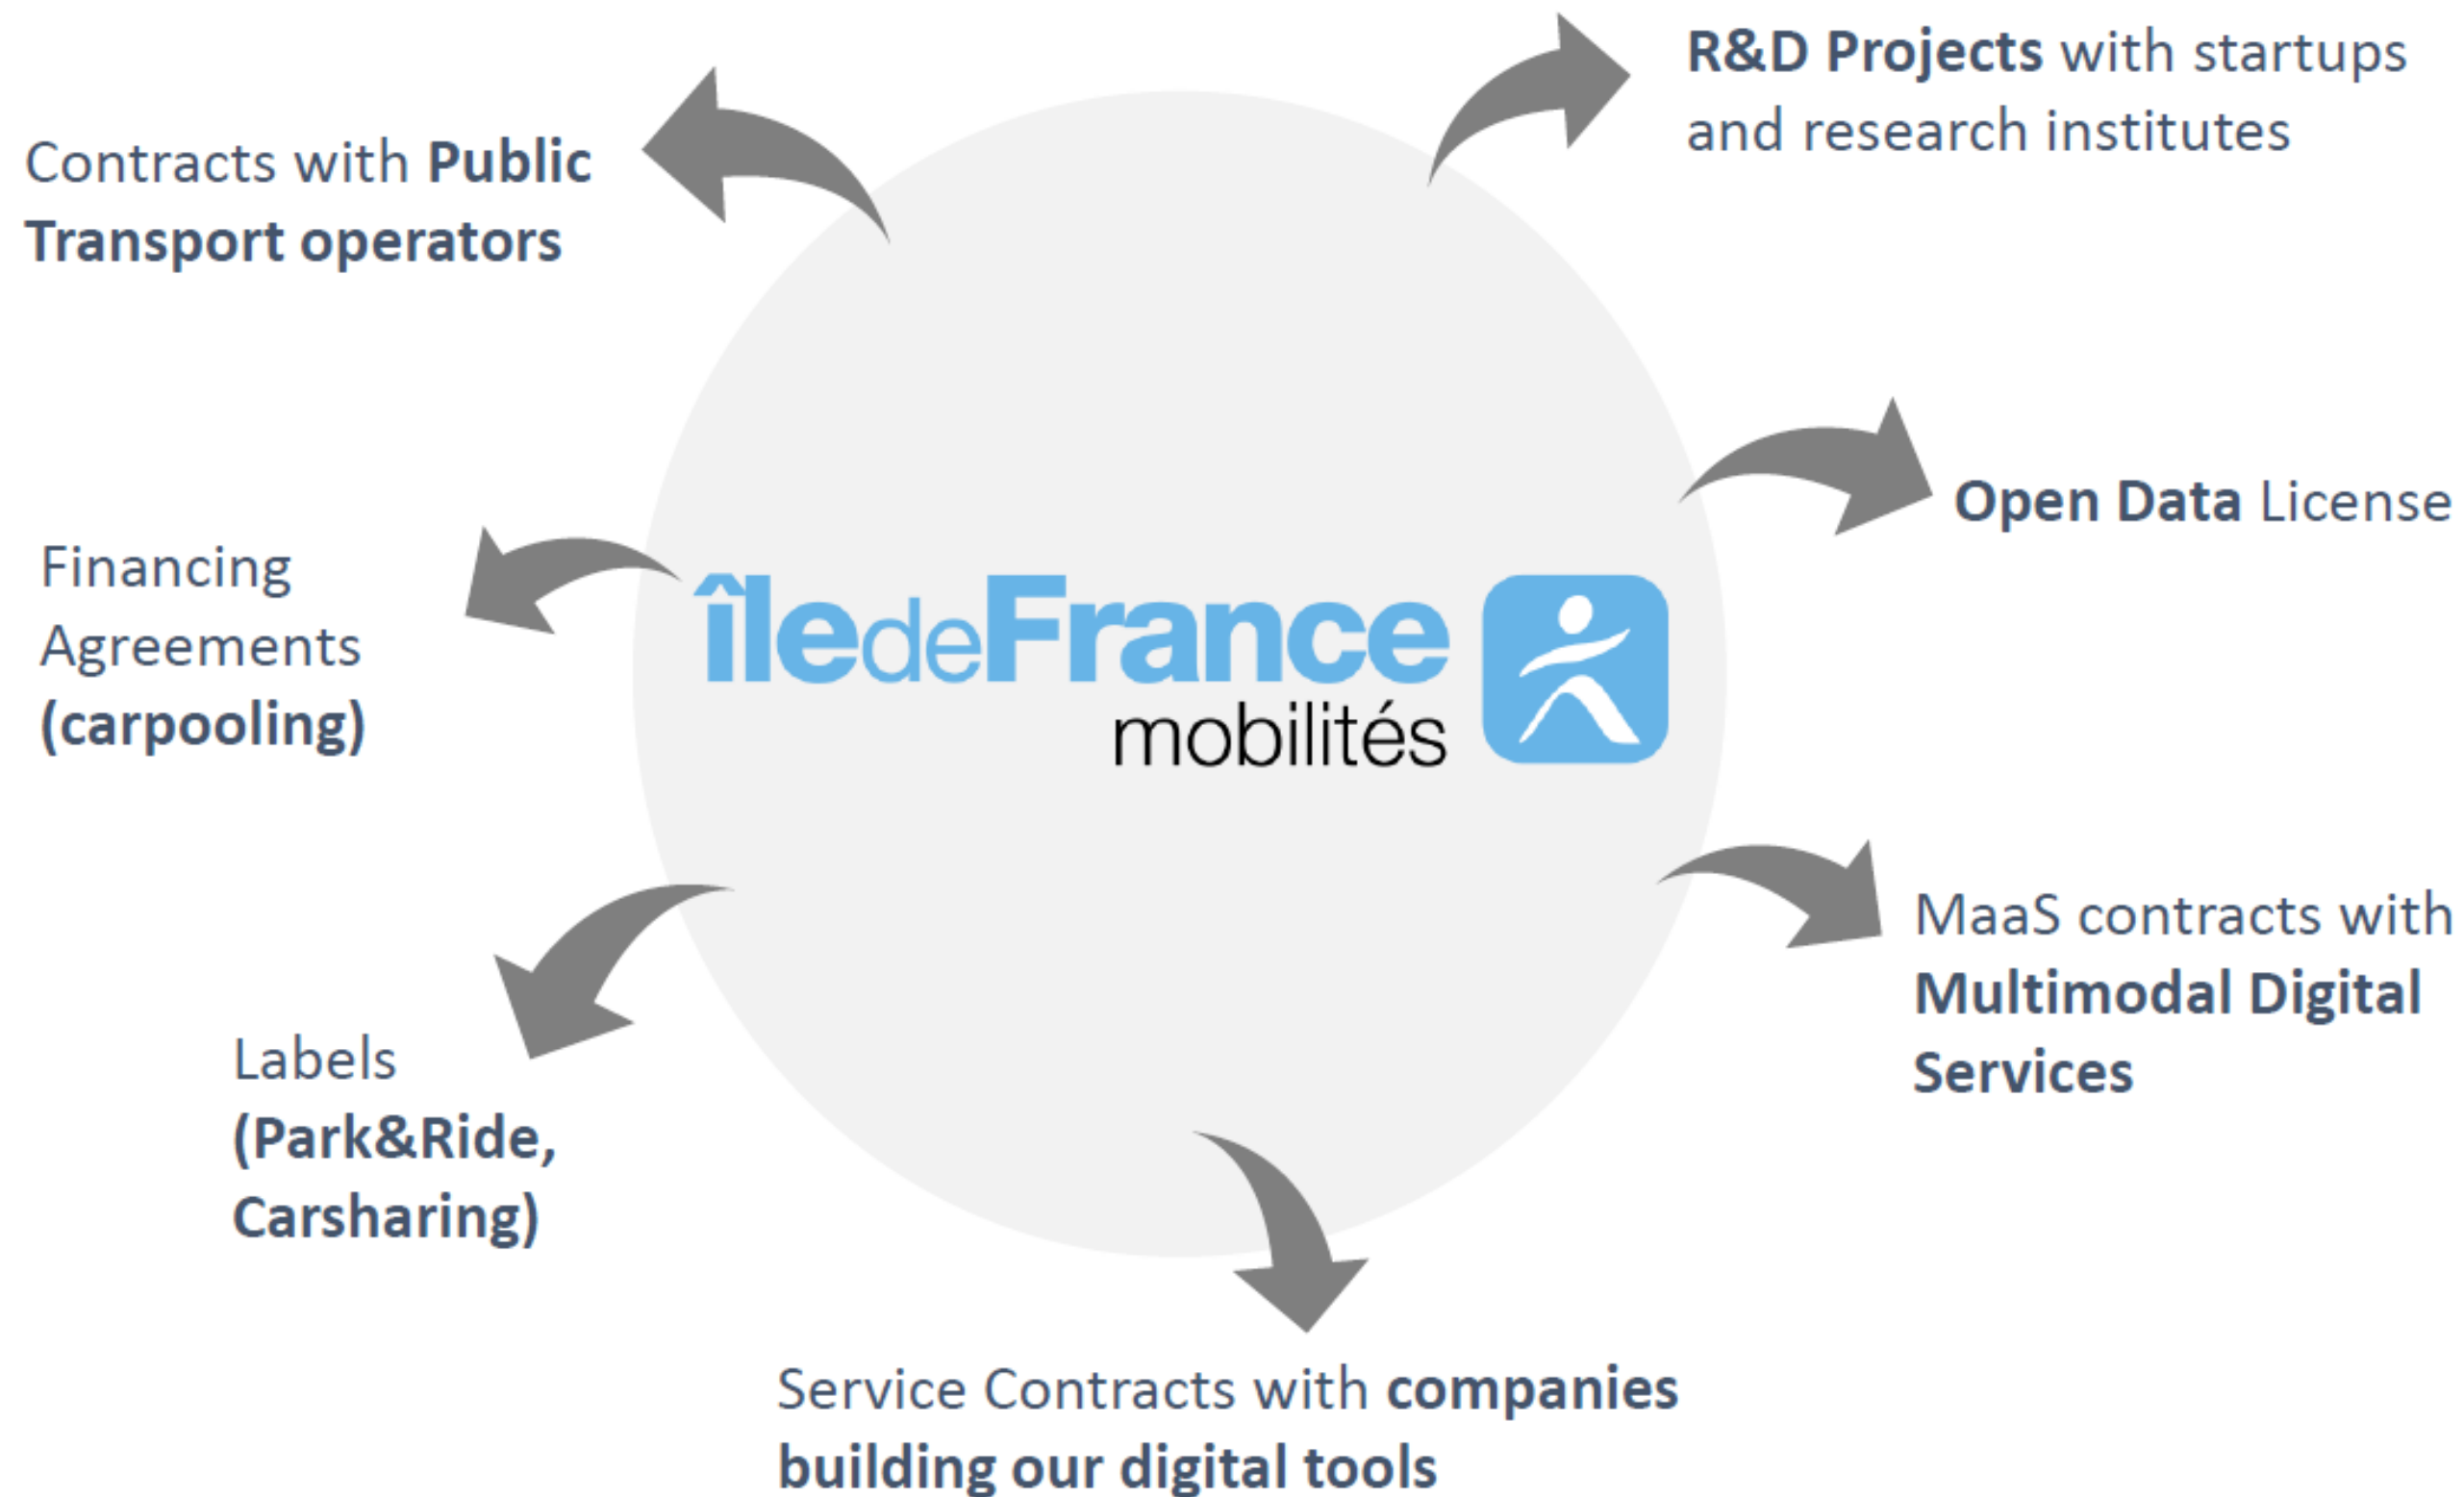 R&D Projects with startups
and research institutes
Contracts with Public
Transport operators
Open Data License
Financing
Agreements
(carpooling)
îledeFrance
mobilités
MaaS contracts with
Multimodal Digital
Services
Labels
(Park&Ride,
Carsharing)
Service Contracts with companies
building our digital tools